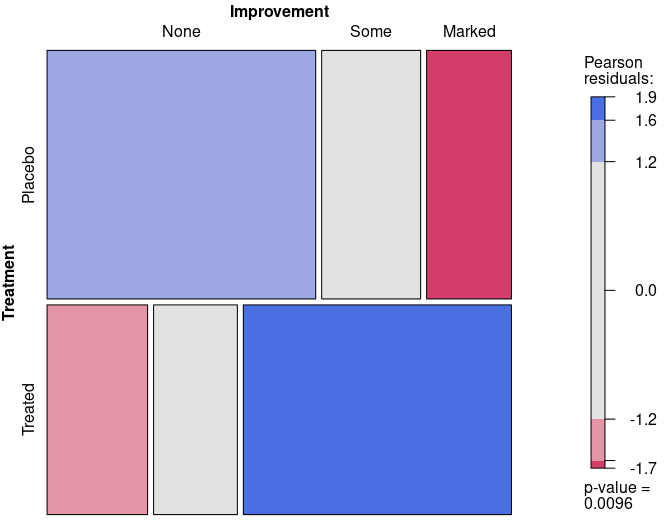 Improvement
None Some Marked
Treatment
Placebo
Treated
Pearson
residuals:
1.9
1.6
1.2
0.0
-1.2
-1.7
p-value =
0.0096